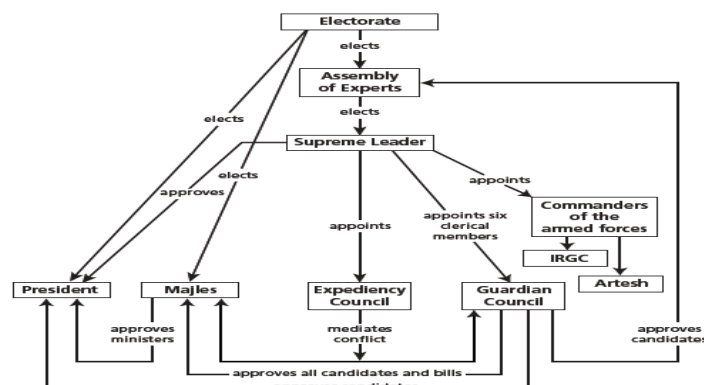 Electorate
elects
Assembly
of Experts
elects
elects
Supreme Leader
elects
approves
appoints
appoints
appoints six
clerical
members
Commanders
of the
armed forces
IRGC
Artesh
President
Majles
Expediency
Council
Guardian
Council
approves
ministers
mediates
conflict
approves
candidates
approves all candidates and bills